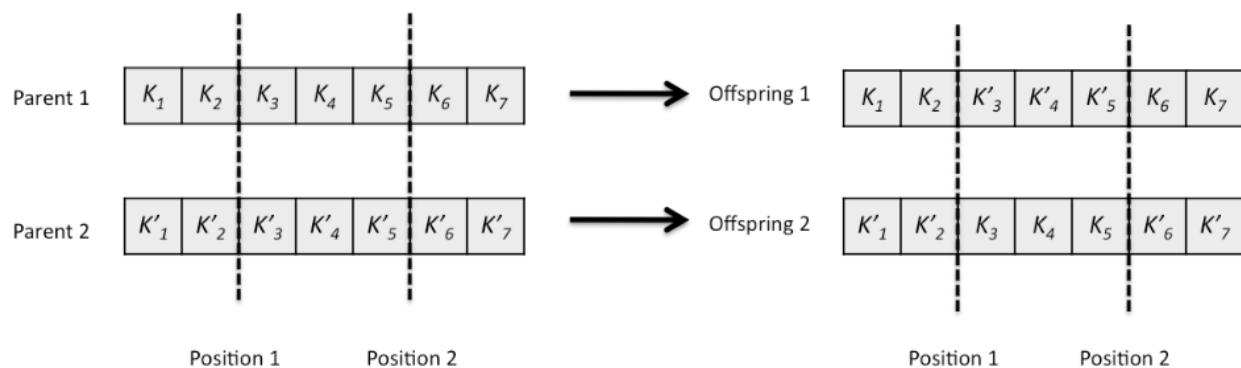 Parent 1 K1 K2 K3 K4 K5 K6 K7 Offspring 1 K1 K2 K'3 K'4 K'5 K6 K7
Parent 2 K'1 K'2 K'3 K'4 K'5 K'6 K'7 Offspring 2 K'1 K'2 K3 K4 K5 K'6 K'7
Position 1 Position 2 Position 1 Position 2